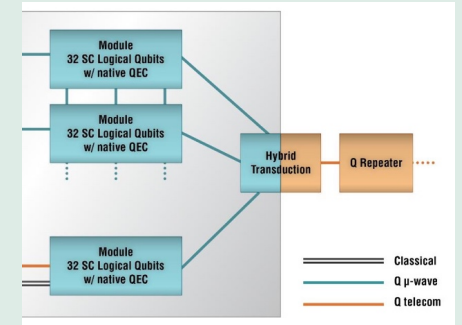 Module
32 SC Logical Qubits
w/ native QEC
Module
32 SC Logical Qubits
w/ native QEC
Hybrid
Transduction
Q Repeater
Module
32 SC Logical Qubits
w/ native QEC
Classical
Q μ-wave
Q telecom